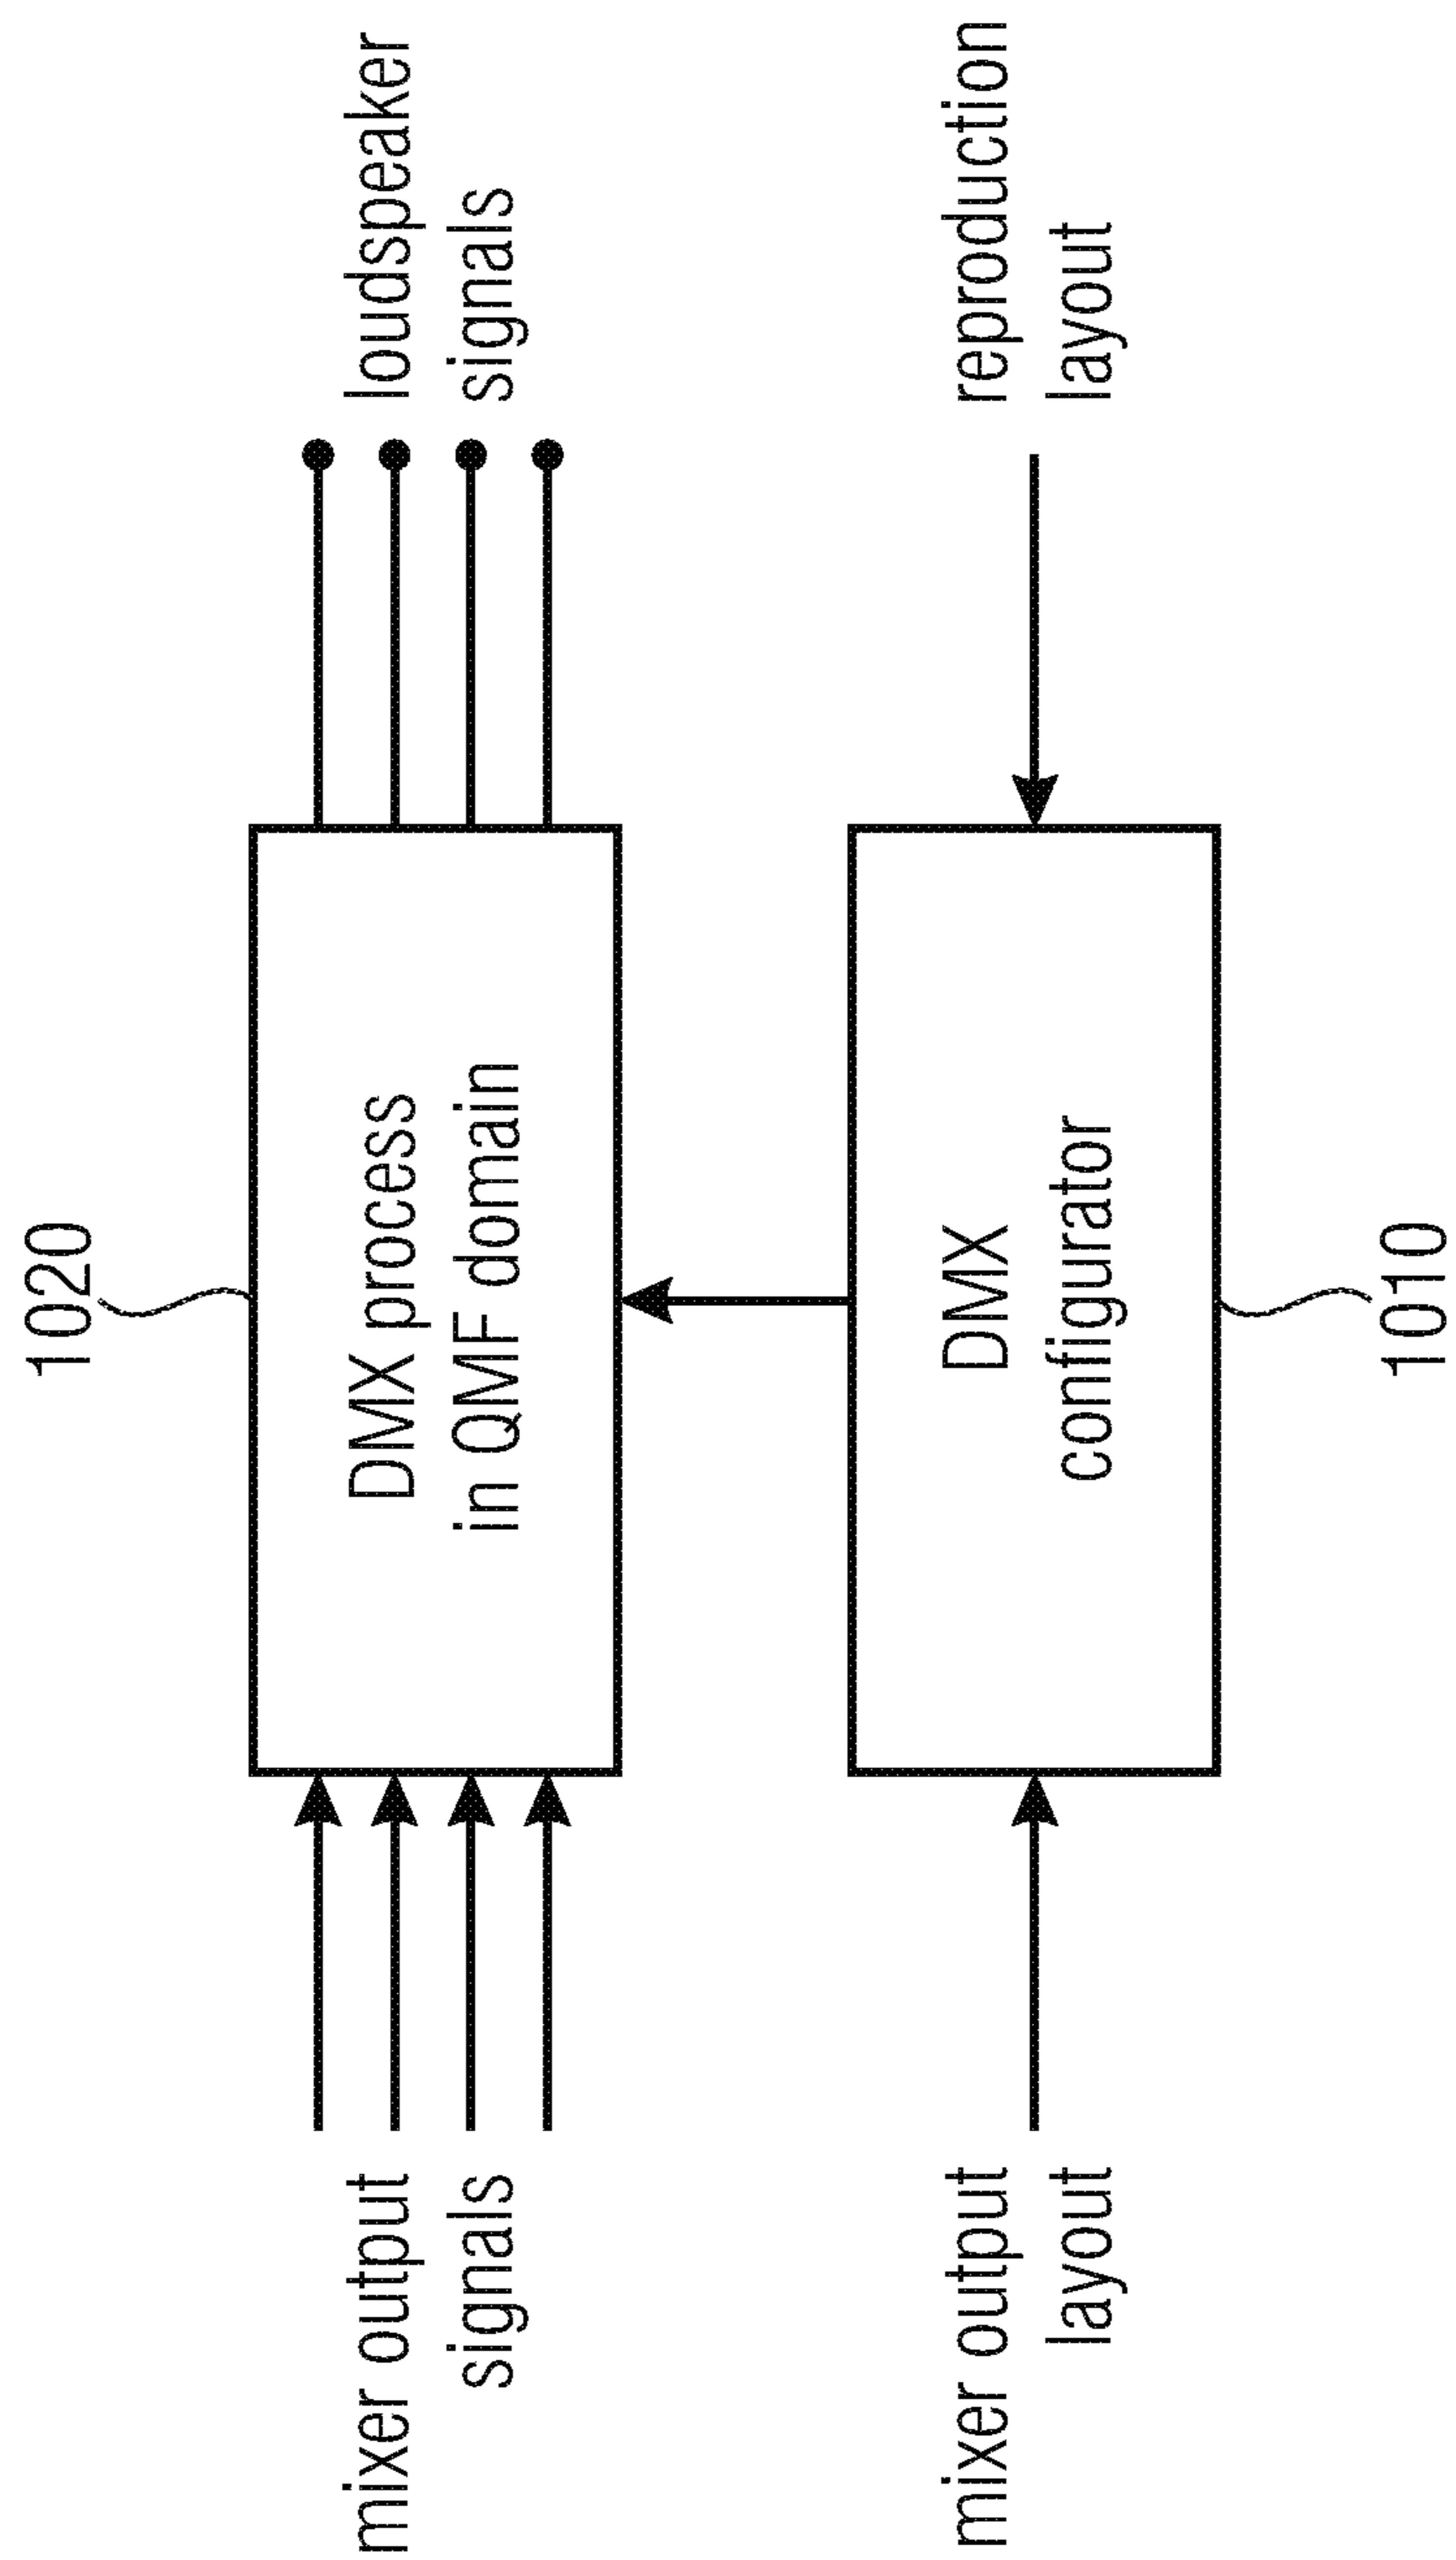 1020
mixer output
signals
DMX process
in QMF domain
loudspeaker
signals
mixer output
layout
DMX
configurator
reproduction
layout
1010